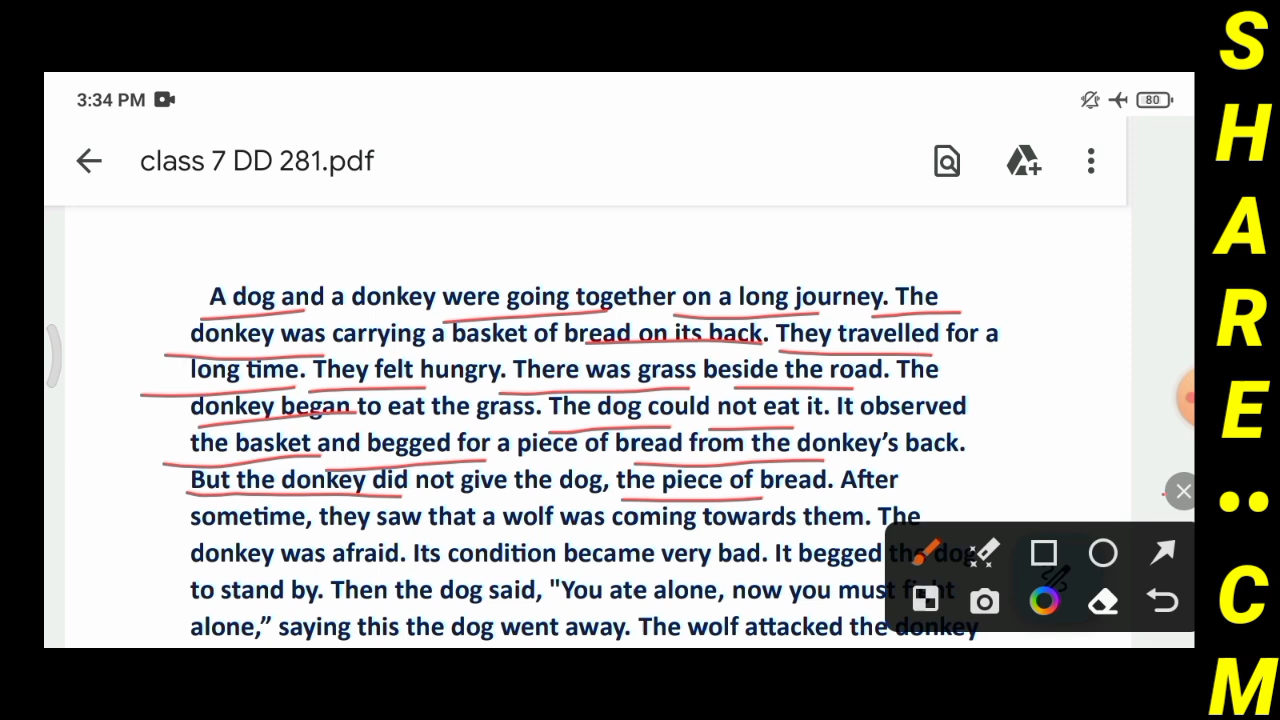 3:34 PM
80
class 7 DD 281.pdf
A dog and a donkey were going together on a long journey. The
donkey was carrying a basket of bread on its back. They travelled for a
long time. They felt hungry. There was grass beside the road. The
donkey began to eat the grass. The dog could not eat it. It observed
the basket and begged for a piece of bread from the donkey’s back.
But the donkey did not give the dog, the piece of bread. After
sometime, they saw that a wolf was coming towards them. The
donkey was afraid. Its condition became very bad. It begged the dog
to stand by. Then the dog said, "You ate alone, now you must fight
alone,” saying this the dog went away. The wolf attacked the donkey
SHARE..CM